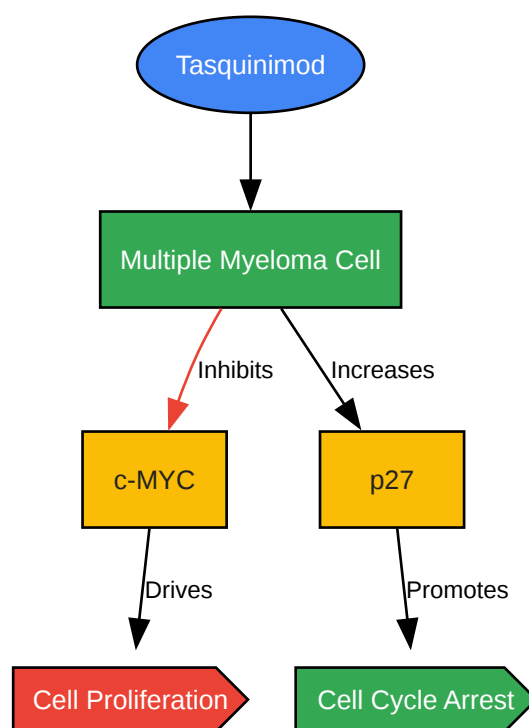 Tasquinimod
Multiple Myeloma Cell
Inhibits
Increases
c-MYC
p27
Drives
Promotes
Cell Proliferation
Cell Cycle Arrest